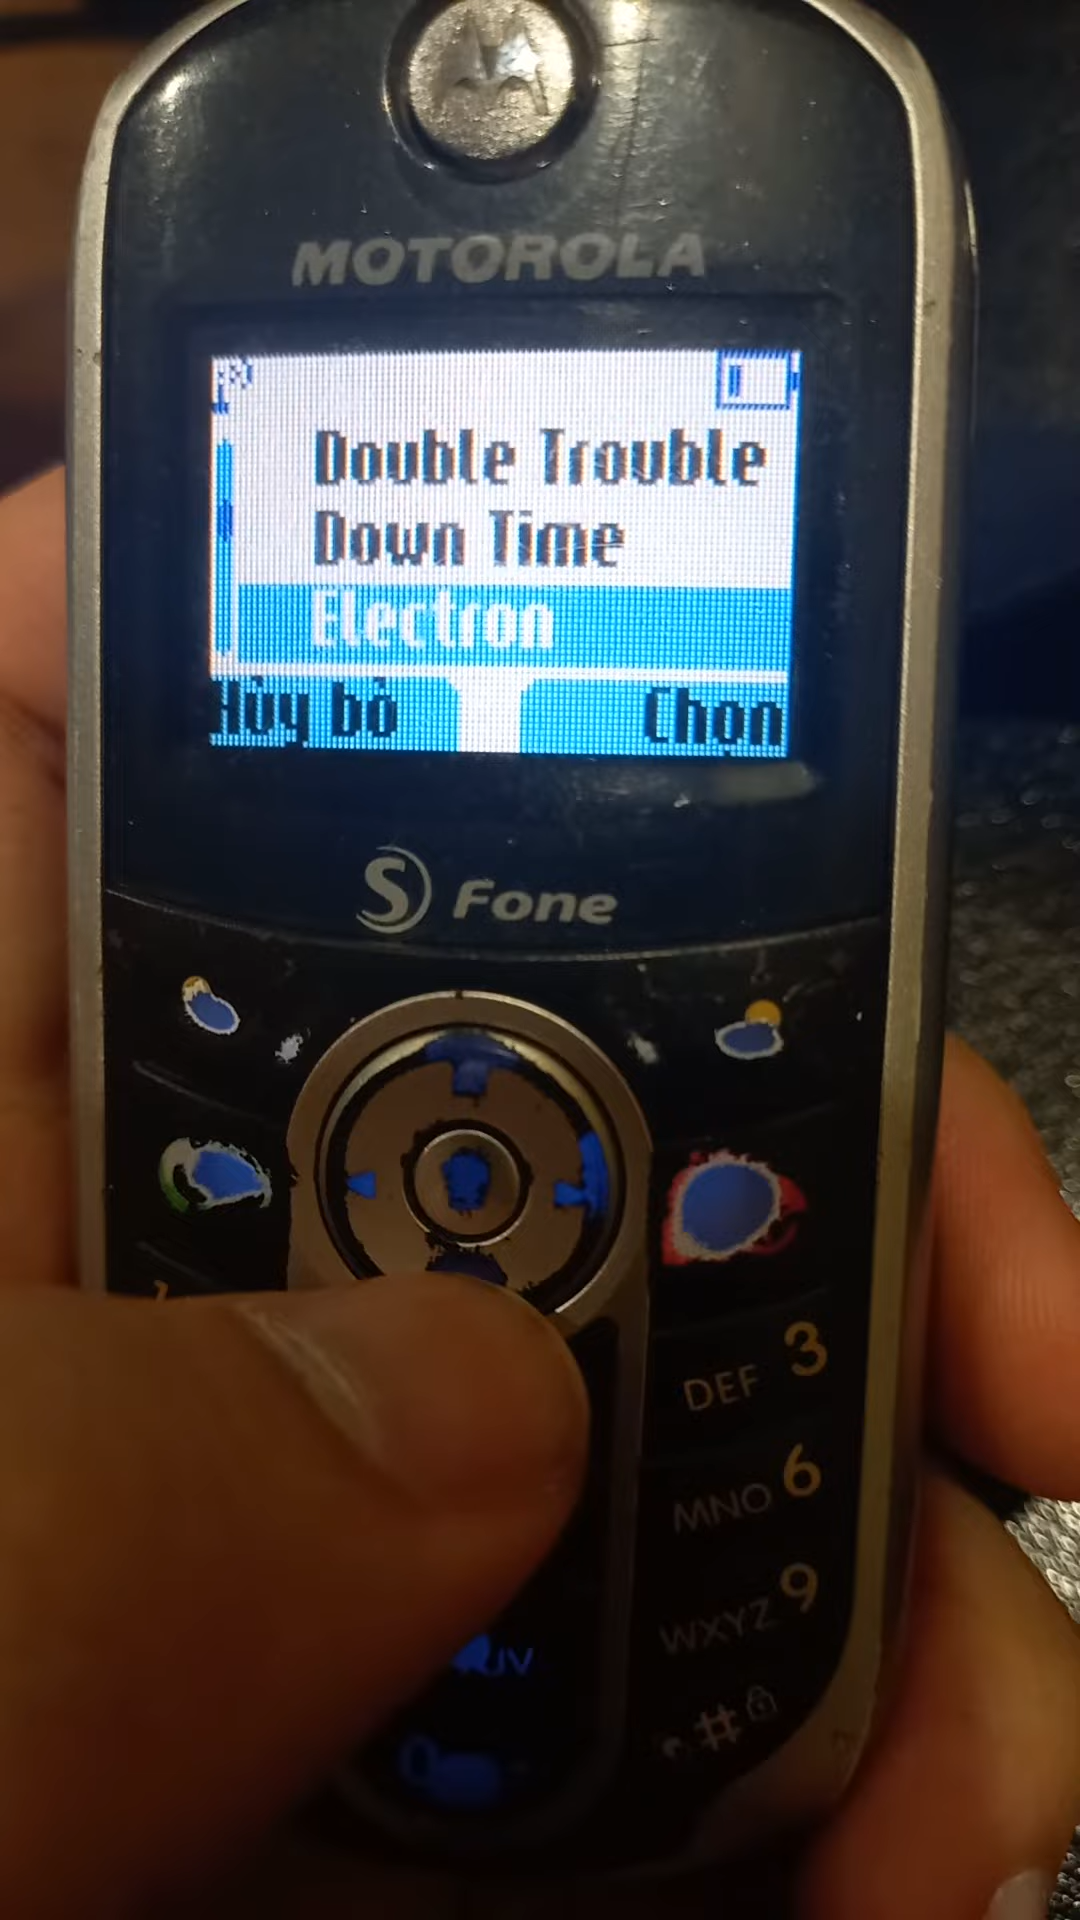 MOTOROLA
Double Trouble
Down Time
Electron
Hủy bỏ Chọn
S Fone
DEF 3
MNO 6
WXYZ 9
#